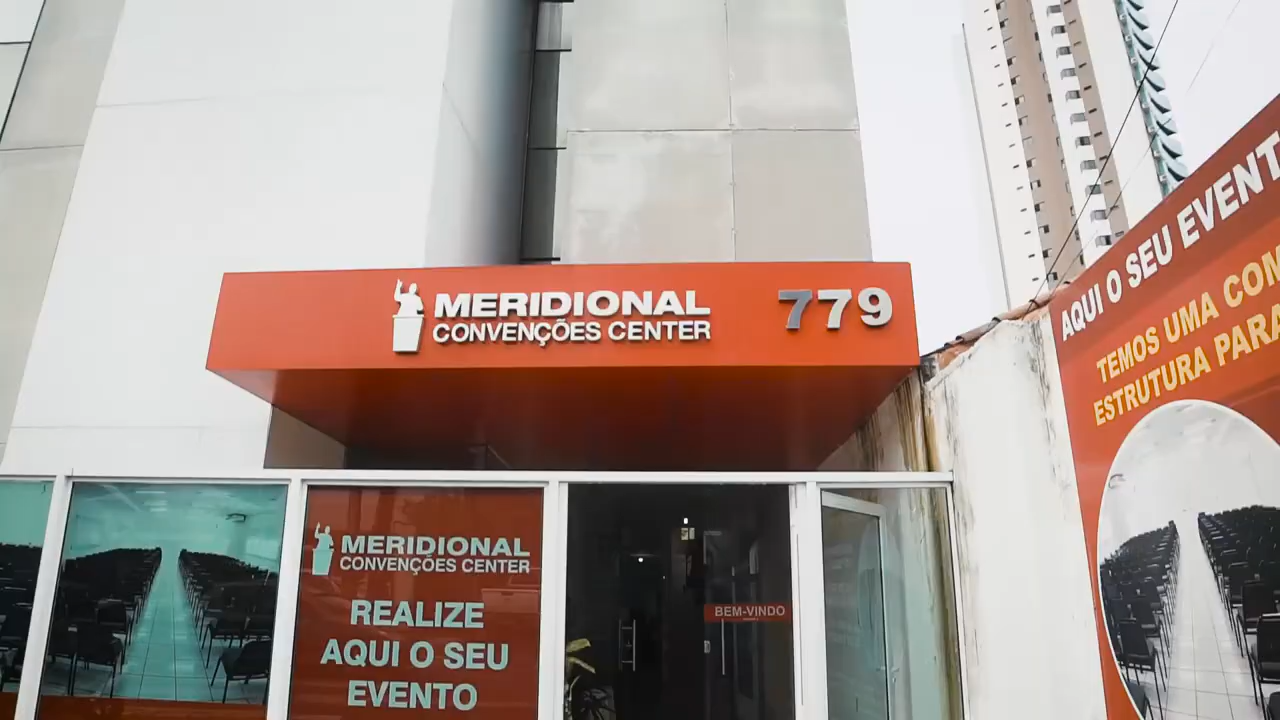 MERIDIONAL
CONVENÇÕES CENTER
779
AQUI O SEU EVENT
TEMOS UMA COM
ESTRUTURA PARA
MERIDIONAL
CONVENÇÕES CENTER
REALIZE
AQUI O SEU
EVENTO
BEM-VINDO